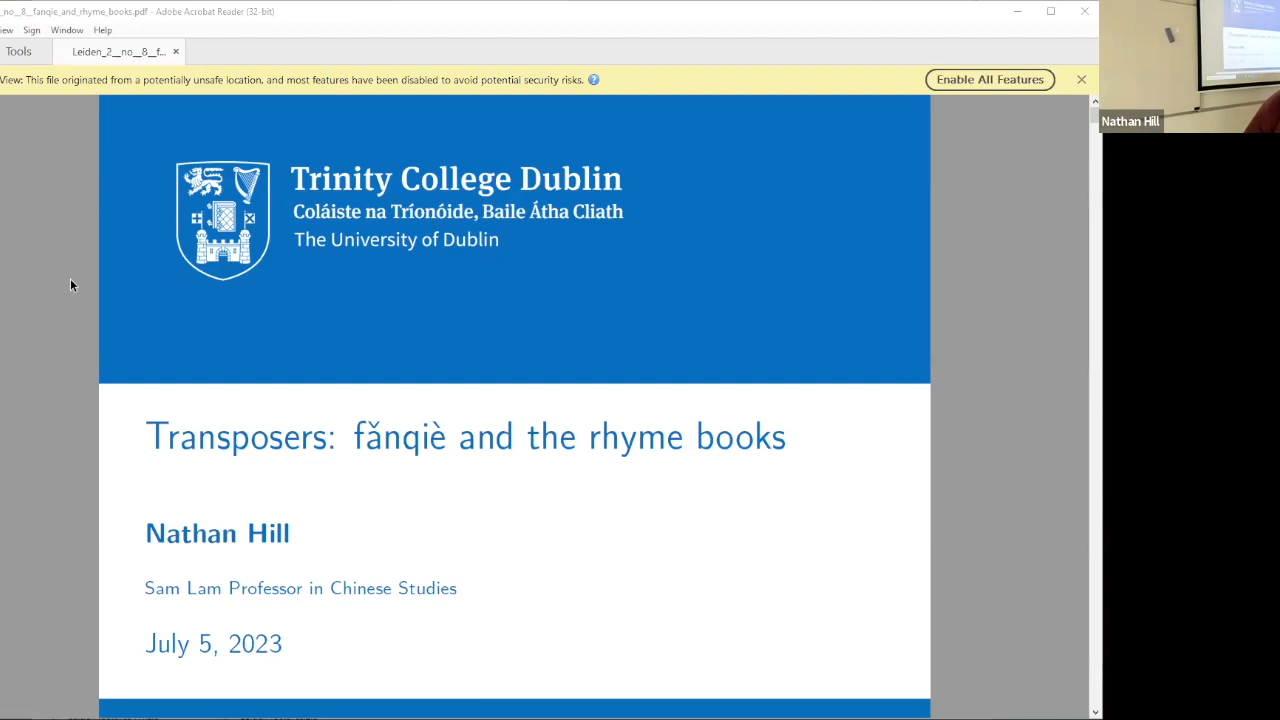 _no__8__fanqie_and_rhyme_books.pdf - Adobe Acrobat Reader (32-bit)
Sign Window Help
Tools
Leiden_2__no__8__f...
View: This file originated from a potentially unsafe location, and most features have been disabled to avoid potential security risks.
Enable All Features
Nathan Hill
Trinity College Dublin
Coláiste na Tríonóide, Baile Átha Cliath
The University of Dublin
Transposers: fǎnqiè and the rhyme books
Nathan Hill
Sam Lam Professor in Chinese Studies
July 5, 2023